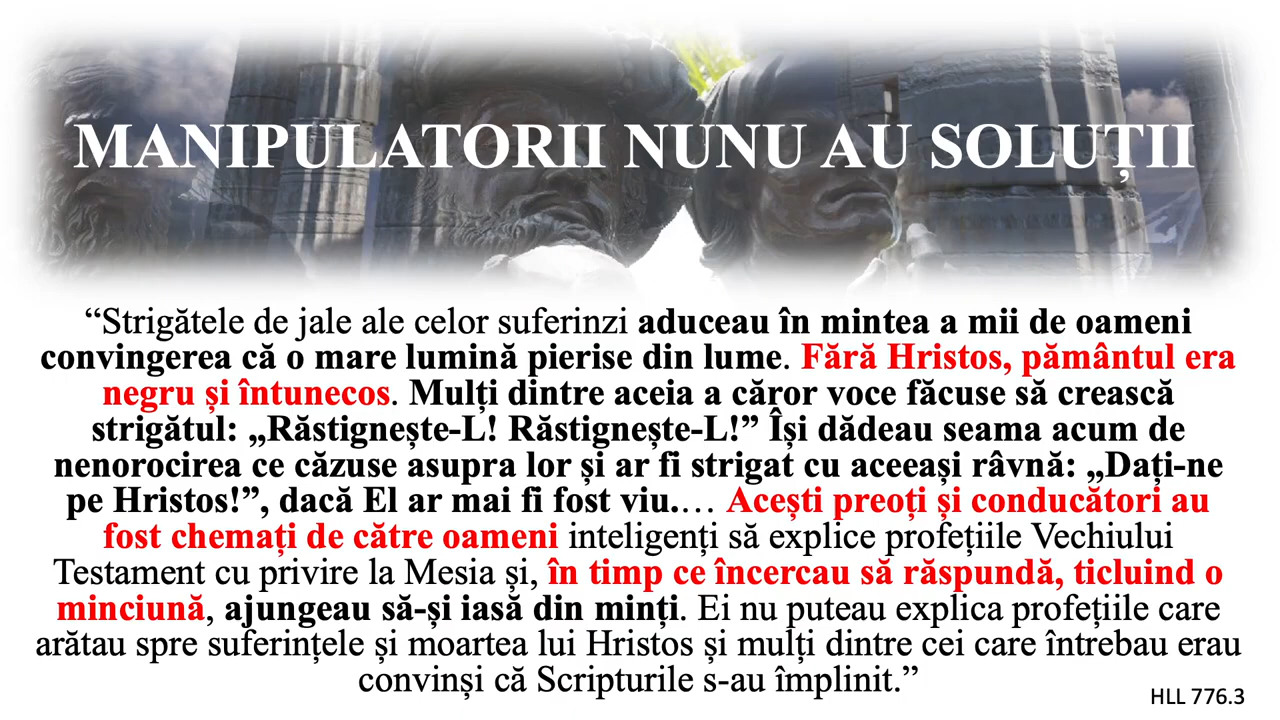 MANIPULATORII NUNU AU SOLUȚII
“Strigătele de jale ale celor suferinzi aduceau în mintea a mii de oameni
convingerea că o mare lumină pierise din lume. Fără Hristos, pământul era
negru și întunecos. Mulți dintre aceia a căror voce făcuse să crească
strigătul: „Răstignește-L! Răstignește-L!” Își dădeau seama acum de
nenorocirea ce căzuse asupra lor și ar fi strigat cu aceeași râvnă: „Dați-ne
pe Hristos!”, dacă El ar mai fi fost viu.… Acești preoți și conducători au
fost chemați de către oameni inteligenți să explice profețiile Vechiului
Testament cu privire la Mesia și, în timp ce încercau să răspundă, ticluind o
minciună, ajungeau să-și iasă din minți. Ei nu puteau explica profețiile care
arătau spre suferințele și moartea lui Hristos și mulți dintre cei care întrebau erau
convinși că Scripturile s-au împlinit.”
HLL 776.3